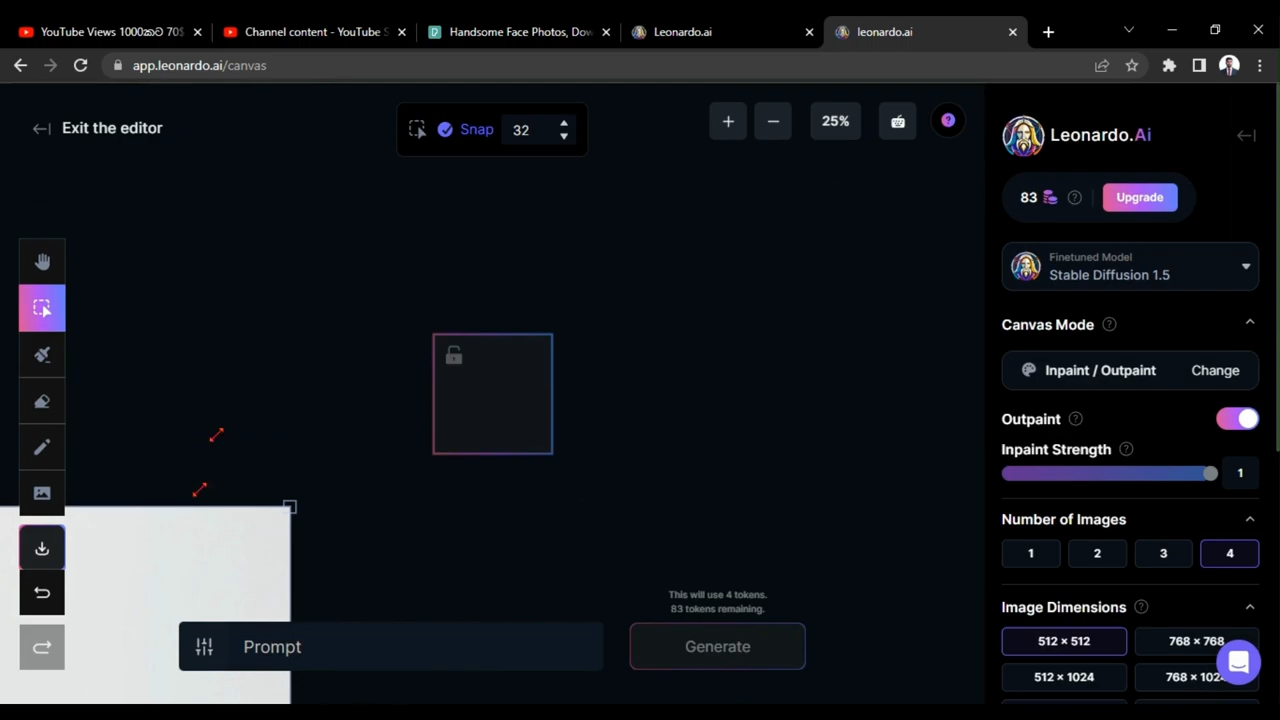 YouTube Views 1000කට 70$
Channel content - YouTube S
Handsome Face Photos, Dow
Leonardo.ai
leonardo.ai
app.leonardo.ai/canvas
Exit the editor
Snap
32
25%
?
Leonardo.Ai
83
Upgrade
Finetuned Model
Stable Diffusion 1.5
Canvas Mode
Inpaint / Outpaint
Change
Outpaint
Inpaint Strength
1
Number of Images
1
2
3
4
This will use 4 tokens.
83 tokens remaining.
Image Dimensions
Prompt
Generate
512 × 512
768 × 768
512 × 1024
768 × 1024